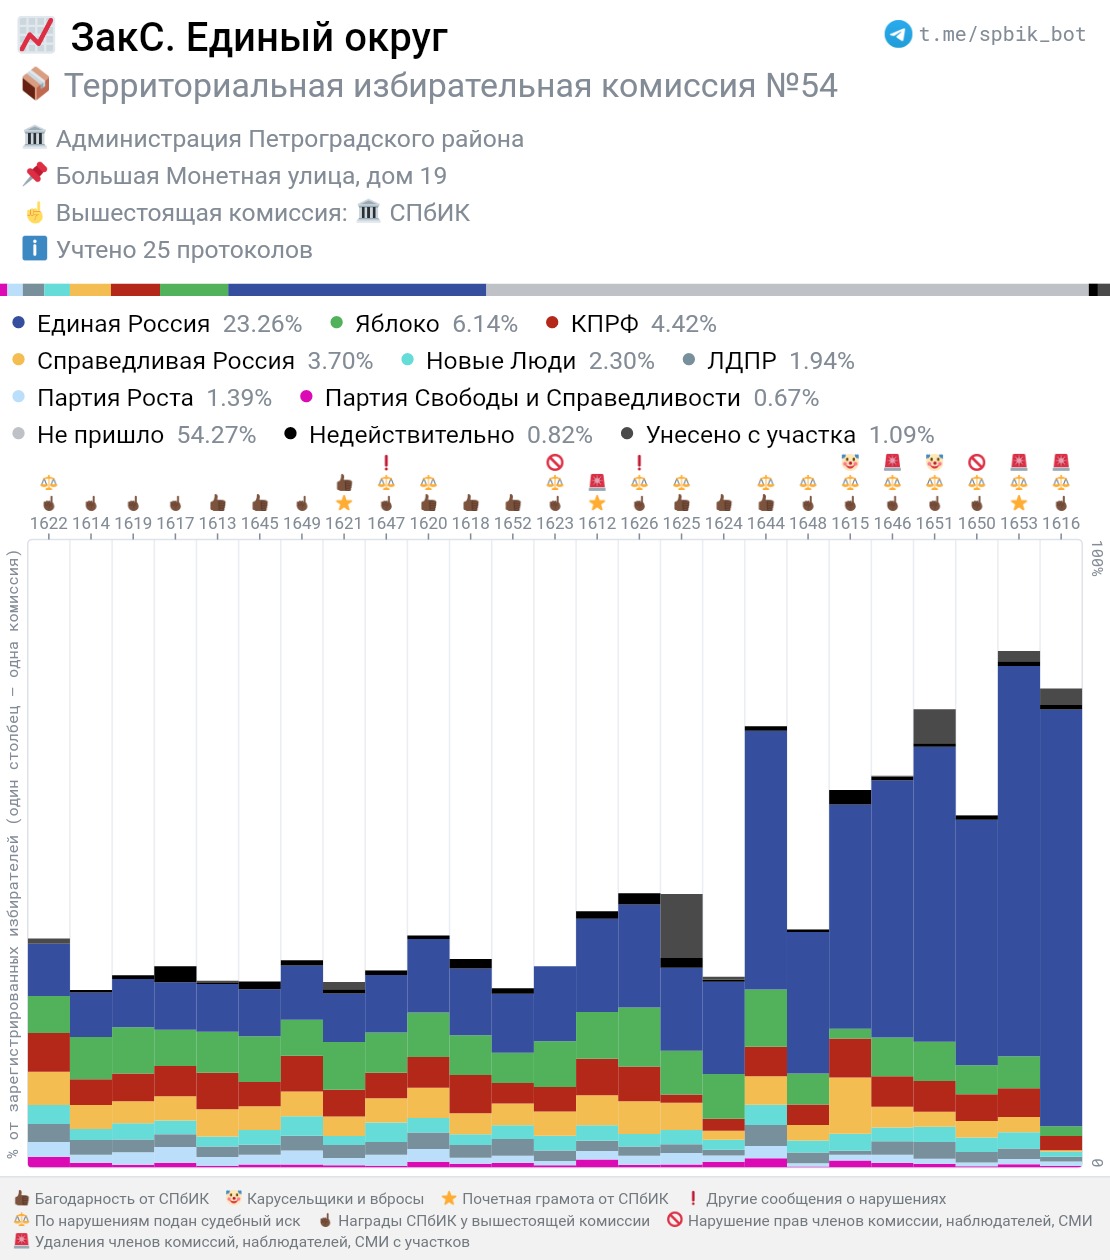 ЗакС. Единый округ
t.me/spbik_bot
Территориальная избирательная комиссия №54
Администрация Петроградского района
Большая Монетная улица, дом 19
Вышестоящая комиссия: СПбИК
Учтено 25 протоколов
Единая Россия 23.26% Яблоко 6.14% КПРФ 4.42%
Справедливая Россия 3.70% Новые Люди 2.30% ЛДПР 1.94%
Партия Роста 1.39% Партия Свободы и Справедливости 0.67%
Не пришло 54.27% Недействительно 0.82% Унесено с участка 1.09%
1622 1614 1619 1617 1613 1645 1649 1621 1647 1620 1618 1652 1623 1612 1626 1625 1624 1644 1648 1615 1646 1651 1650 1653 1616
% от зарегистрированных избирателей (один столбец — одна комиссия)
100%
0
Багодарность от СПбИК Карусельщики и вбросы Почетная грамота от СПбИК Другие сообщения о нарушениях
По нарушениям подан судебный иск Награды СПбИК у вышестоящей комиссии Нарушение прав членов комиссии, наблюдателей, СМИ
Удаления членов комиссий, наблюдателей, СМИ с участков